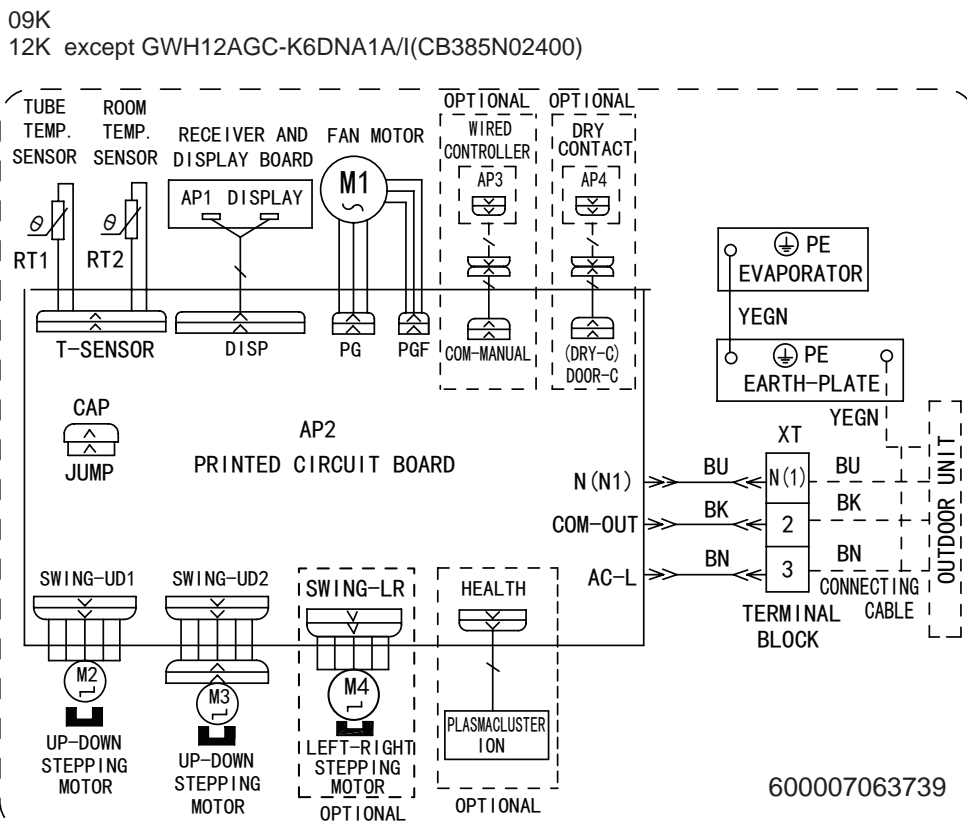 09K
12K except GWH12AGC-K6DNA1A/I(CB385N02400)
TUBE
TEMP.
SENSOR
ROOM
TEMP.
SENSOR
RECEIVER AND
DISPLAY BOARD
FAN MOTOR
OPTIONAL
WIRED
CONTROLLER
OPTIONAL
DRY
CONTACT
AP1 DISPLAY
M1
AP3
AP4
θ
RT1
θ
RT2
PE
EVAPORATOR
YEGN
PE
EARTH-PLATE
YEGN
T-SENSOR
DISP
PG
PGF
COM-MANUAL
(DRY-C)
DOOR-C
CAP
JUMP
AP2
PRINTED CIRCUIT BOARD
XT
N(N1)
BU
N(1)
BU
COM-OUT
BK
2
BK
AC-L
BN
3
BN
CONNECTING
CABLE
OUTDOOR UNIT
TERMINAL
BLOCK
SWING-UD1
SWING-UD2
SWING-LR
HEALTH
M2
M3
M4
PLASMACLUSTER
ION
UP-DOWN
STEPPING
MOTOR
UP-DOWN
STEPPING
MOTOR
LEFT-RIGHT
STEPPING
MOTOR
OPTIONAL
OPTIONAL
600007063739